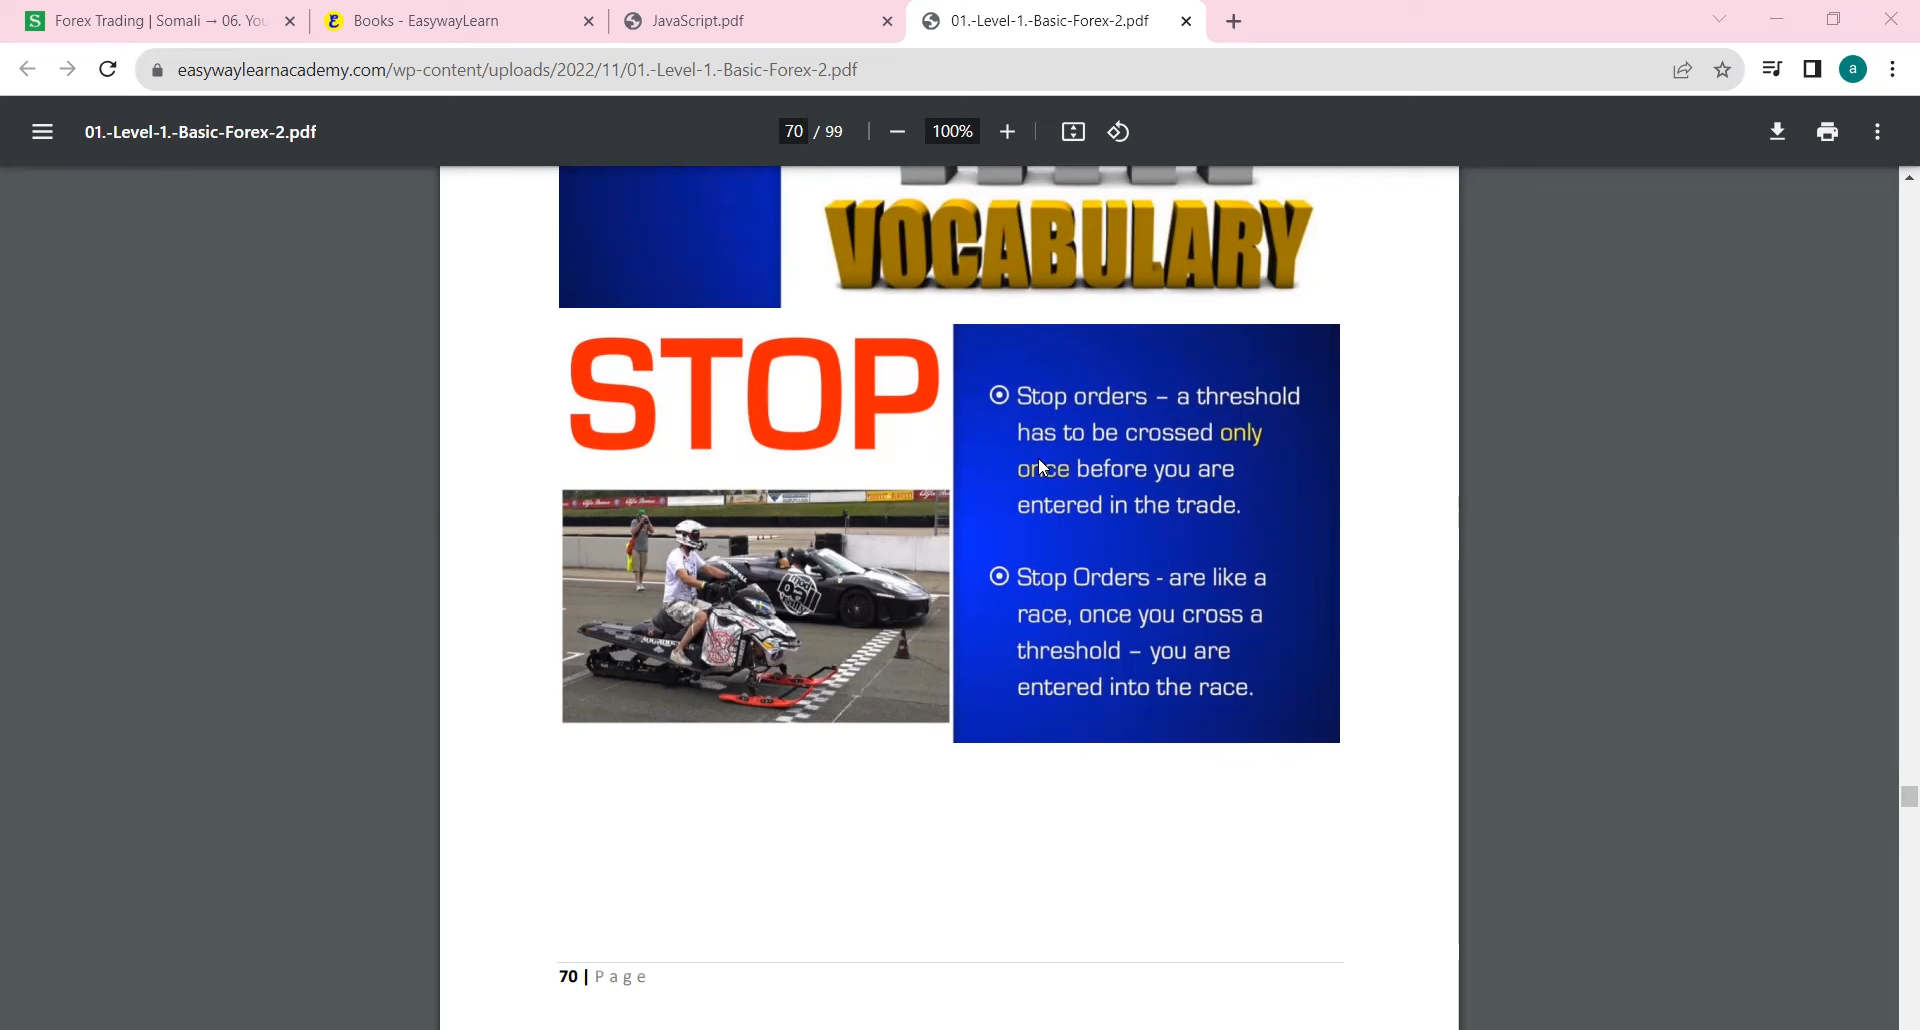 Forex Trading | Somali → 06. You
Books - EasywayLearn
JavaScript.pdf
01.-Level-1.-Basic-Forex-2.pdf
easywaylearnacademy.com/wp-content/uploads/2022/11/01.-Level-1.-Basic-Forex-2.pdf
a
01.-Level-1.-Basic-Forex-2.pdf
70 / 99
100%
VOCABULARY
STOP
Stop orders – a threshold
has to be crossed only
once before you are
entered in the trade.
Stop Orders - are like a
race, once you cross a
threshold – you are
entered into the race.
70 | Page